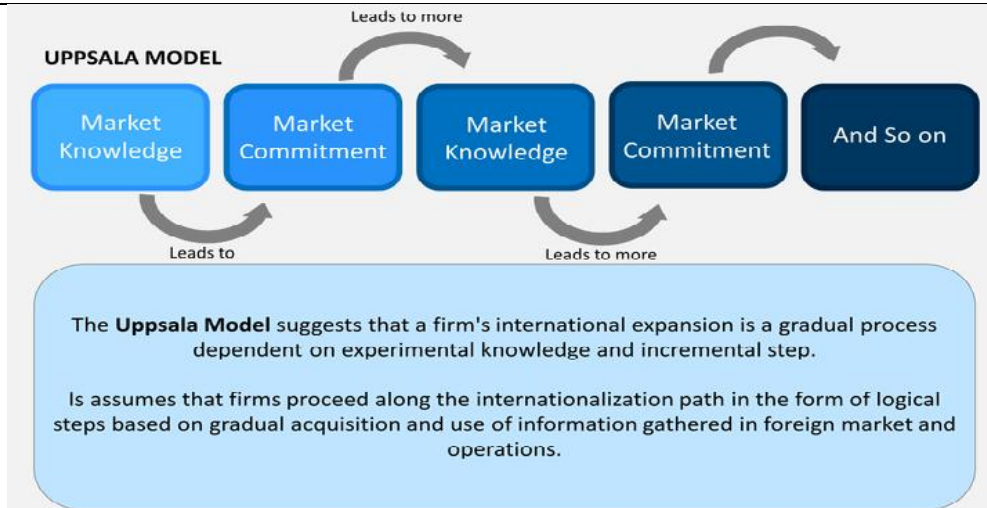 Leads to more
UPPSALA MODEL
Market
Knowledge
Market
Commitment
Market
Knowledge
Market
Commitment
And So on
Leads to
Leads to more
The Uppsala Model suggests that a firm's international expansion is a gradual process
dependent on experimental knowledge and incremental step.
Is assumes that firms proceed along the internationalization path in the form of logical
steps based on gradual acquisition and use of information gathered in foreign market and
operations.